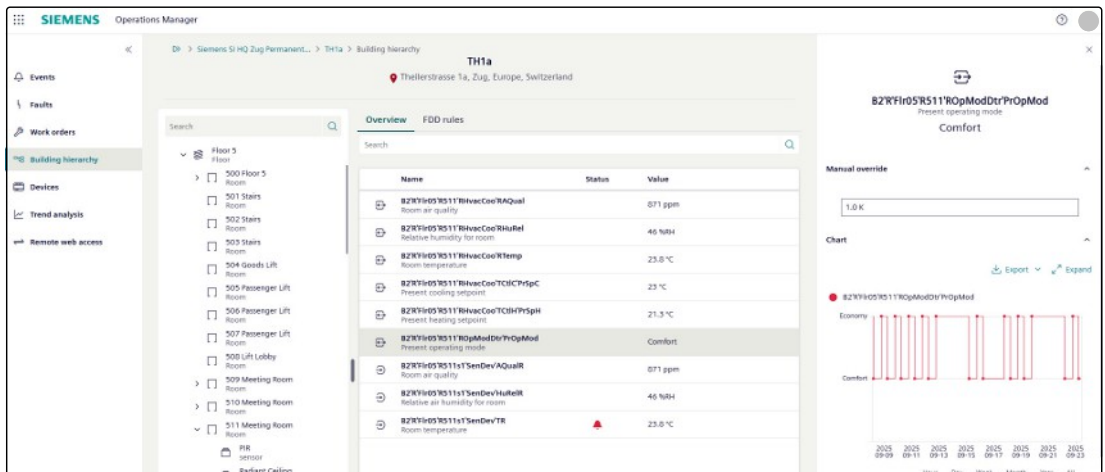 SIEMENS Operations Manager
Events
Faults
Work orders
Building hierarchy
Devices
Trend analysis
Remote web access
> Siemens SI HQ Zug Permanent... > TH1a > Building hierarchy
TH1a
Theilerstrasse 1a, Zug, Europe, Switzerland
Search
Floor 5
Floor
500 Floor 5
Room
501 Stairs
Room
502 Stairs
Room
503 Stairs
Room
504 Goods Lift
Room
505 Passenger Lift
Room
506 Passenger Lift
Room
507 Passenger Lift
Room
508 Lift Lobby
Room
509 Meeting Room
Room
510 Meeting Room
Room
511 Meeting Room
Room
PIR
sensor
Radiant Ceiling
Overview FDD rules
Search
Name Status Value
B2'R'Flr05'R511'RHvacCoo'RAQual
Room air quality
871 ppm
B2'R'Flr05'R511'RHvacCoo'RHuRel
Relative humidity for room
46 %RH
B2'R'Flr05'R511'RHvacCoo'RTemp
Room temperature
23.8 °C
B2'R'Flr05'R511'RHvacCoo'TCtlC'PrSpC
Present cooling setpoint
23 °C
B2'R'Flr05'R511'RHvacCoo'TCtlH'PrSpH
Present heating setpoint
21.3 °C
B2'R'Flr05'R511'ROpModDtr'PrOpMod
Present operating mode
Comfort
B2'R'Flr05'R511s1'SenDev'AQualR
Room air quality
871 ppm
B2'R'Flr05'R511s1'SenDev'HuRelR
Relative air humidity for room
46 %RH
B2'R'Flr05'R511s1'SenDev'TR
Room temperature
23.8 °C
B2'R'Flr05'R511'ROpModDtr'PrOpMod
Present operating mode
Comfort
Manual override
1.0 K
Chart
Export Expand
B2'R'Flr05'R511'ROpModDtr'PrOpMod
Economy
Comfort
2025 2025 2025 2025 2025 2025 2025 2025
09-09 09-11 09-13 09-15 09-17 09-19 09-21 09-23